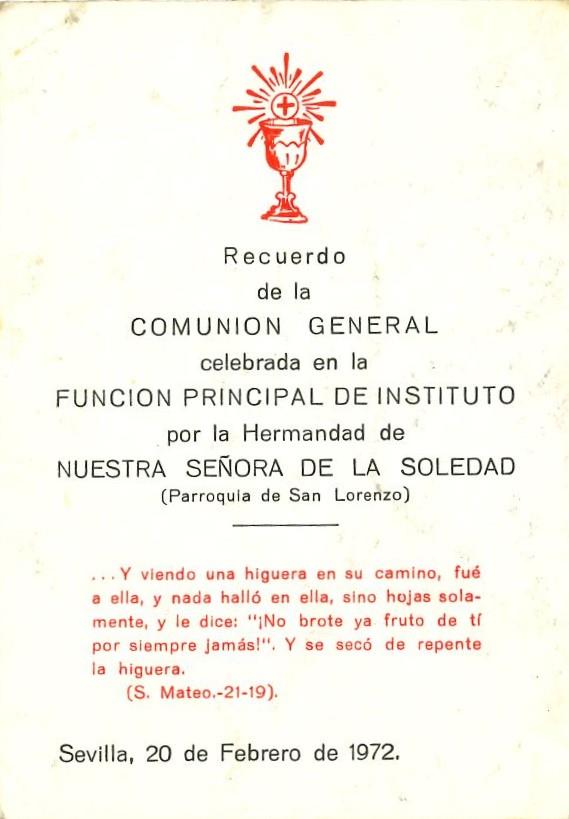 Recuerdo
de la
COMUNION GENERAL
celebrada en la
FUNCION PRINCIPAL DE INSTITUTO
por la Hermandad de
NUESTRA SEÑORA DE LA SOLEDAD
(Parroquia de San Lorenzo)
...Y viendo una higuera en su camino, fué
a ella, y nada halló en ella, sino hojas sola-
mente, y le dice: "¡No brote ya fruto de tí
por siempre jamás!". Y se secó de repente
la higuera.
(S. Mateo.-21-19).
Sevilla, 20 de Febrero de 1972.